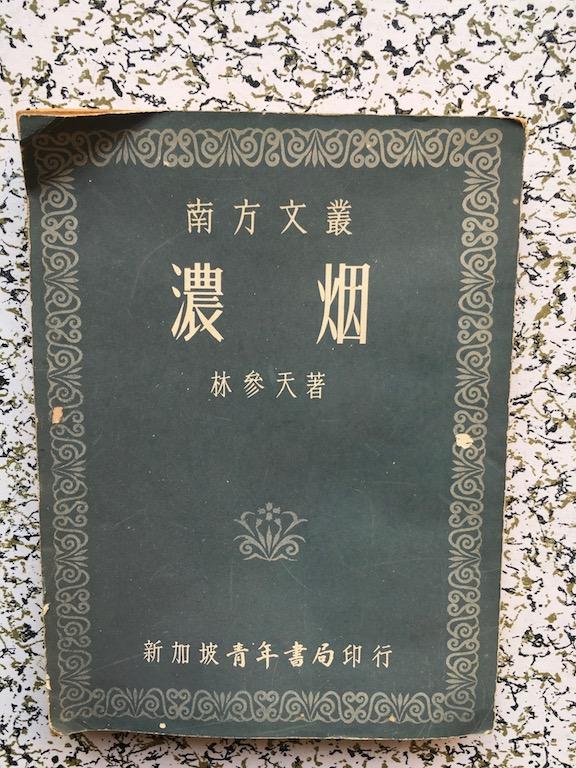 南方文叢
濃烟
林參天著
新加坡青年書局印行